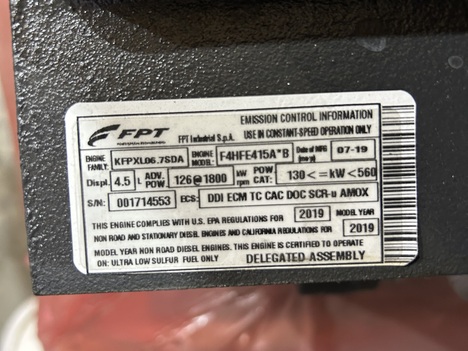 EMISSION CONTROL INFORMATION
FPT
FPT Industrial S.p.A. USE IN CONSTANT-SPEED OPERATION ONLY
ENGINE FAMILY: KFPXL06.7SDA ENGINE MODEL: F4HFE415A*B Date of MFG (mm-yy) 07-19
Displ. 4.5 L ADV. POW 126@1800 kW rpm POW CAT: 130 <=kW <560
S/N: 001714553 ECS: DDI ECM TC CAC DOC SCR-u AMOX
THIS ENGINE COMPLIES WITH U.S. EPA REGULATIONS FOR 2019 MODEL YEAR
NON ROAD AND STATIONARY DIESEL ENGINES AND CALIFORNIA REGULATIONS FOR 2019
MODEL YEAR NON ROAD DIESEL ENGINES. THIS ENGINE IS CERTIFIED TO OPERATE
ON: ULTRA LOW SULFUR FUEL ONLY DELEGATED ASSEMBLY